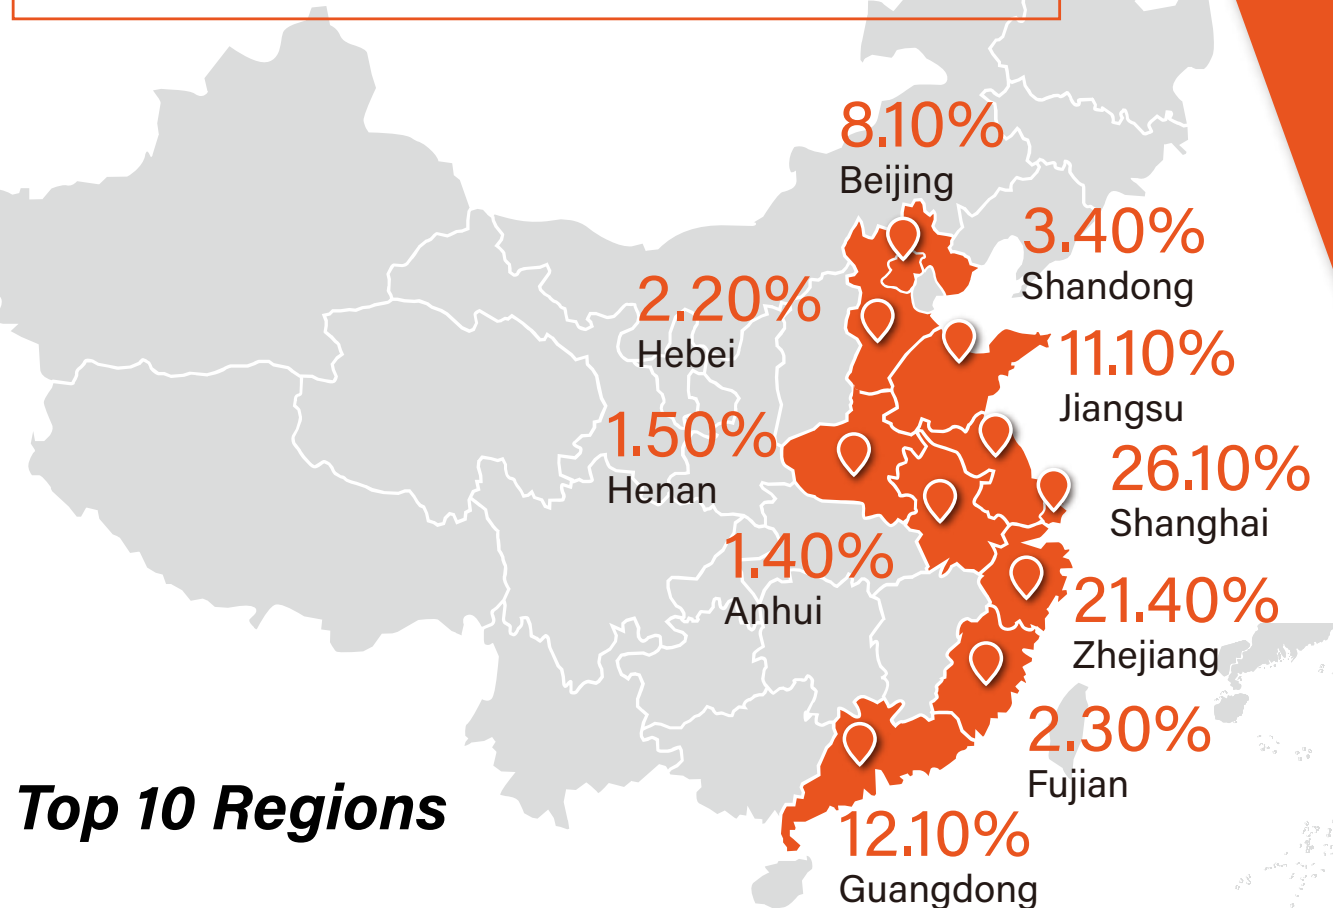 8.10%
Beijing
3.40%
Shandong
2.20%
Hebei
11.10%
Jiangsu
1.50%
Henan
26.10%
Shanghai
1.40%
Anhui
21.40%
Zhejiang
2.30%
Fujian
Top 10 Regions
12.10%
Guangdong